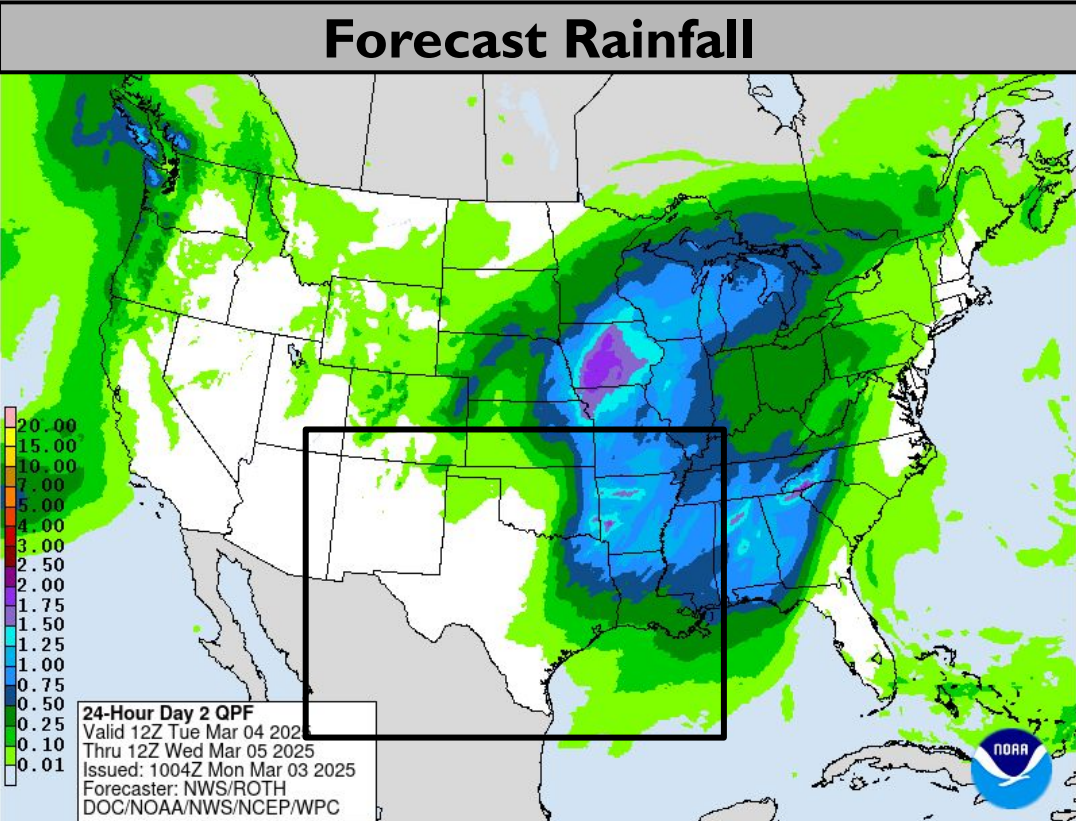 Forecast Rainfall
20.00
15.00
10.00
7.00
5.00
4.00
3.00
2.50
2.00
1.75
1.50
1.25
1.00
0.75
0.50
0.25
0.10
0.01
24-Hour Day 2 QPF
Valid 12Z Tue Mar 04 2025
Thru 12Z Wed Mar 05 2025
Issued: 1004Z Mon Mar 03 2025
Forecaster: NWS/ROTH
DOC/NOAA/NWS/NCEP/WPC
NOAA